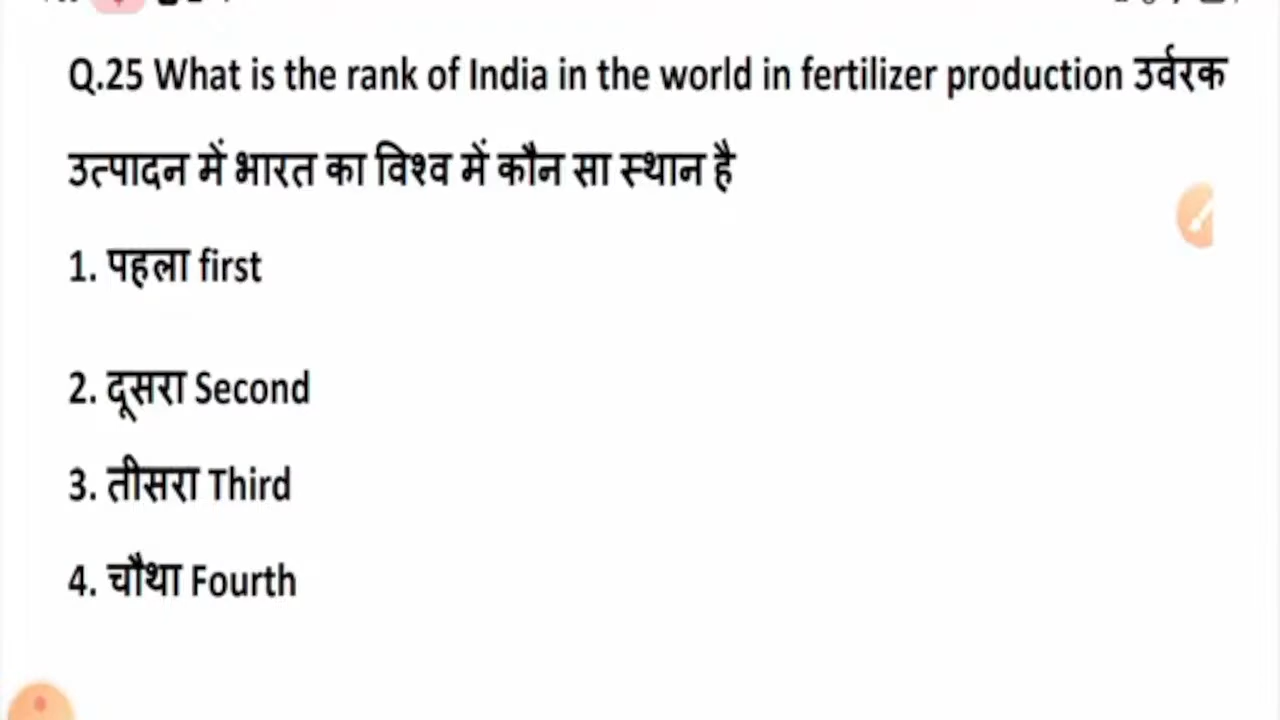 Q.25 What is the rank of India in the world in fertilizer production उर्वरक
उत्पादन में भारत का विश्व में कौन सा स्थान है
1. पहला first
2. दूसरा Second
3. तीसरा Third
4. चौथा Fourth